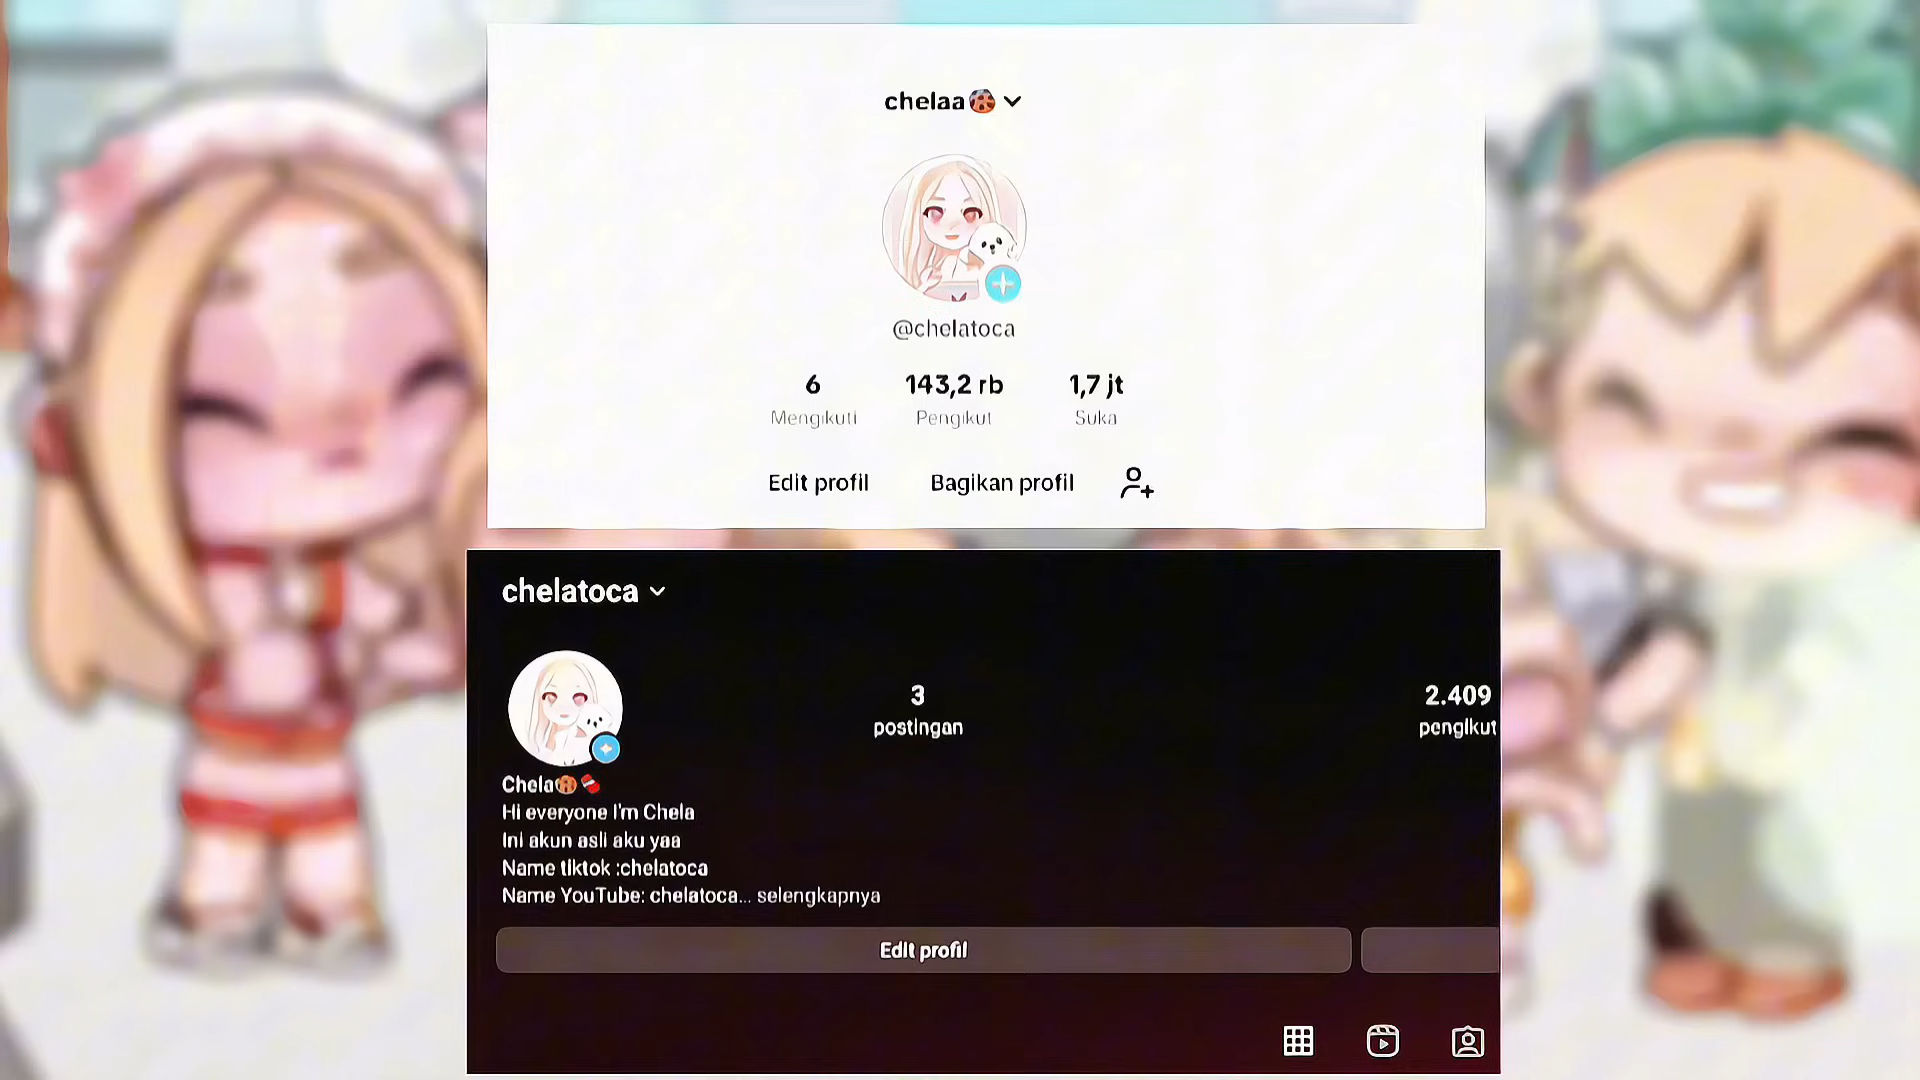 chelaa🍪
@chelatoca
6 143,2 rb 1,7 jt
Mengikuti Pengikut Suka
Edit profil Bagikan profil
chelatoca
3 2.409
postingan pengikut
Chela🍪🍫
Hi everyone I'm Chela
Ini akun asli aku yaa
Name tiktok :chelatoca
Name YouTube: chelatoca... selengkapnya
Edit profil